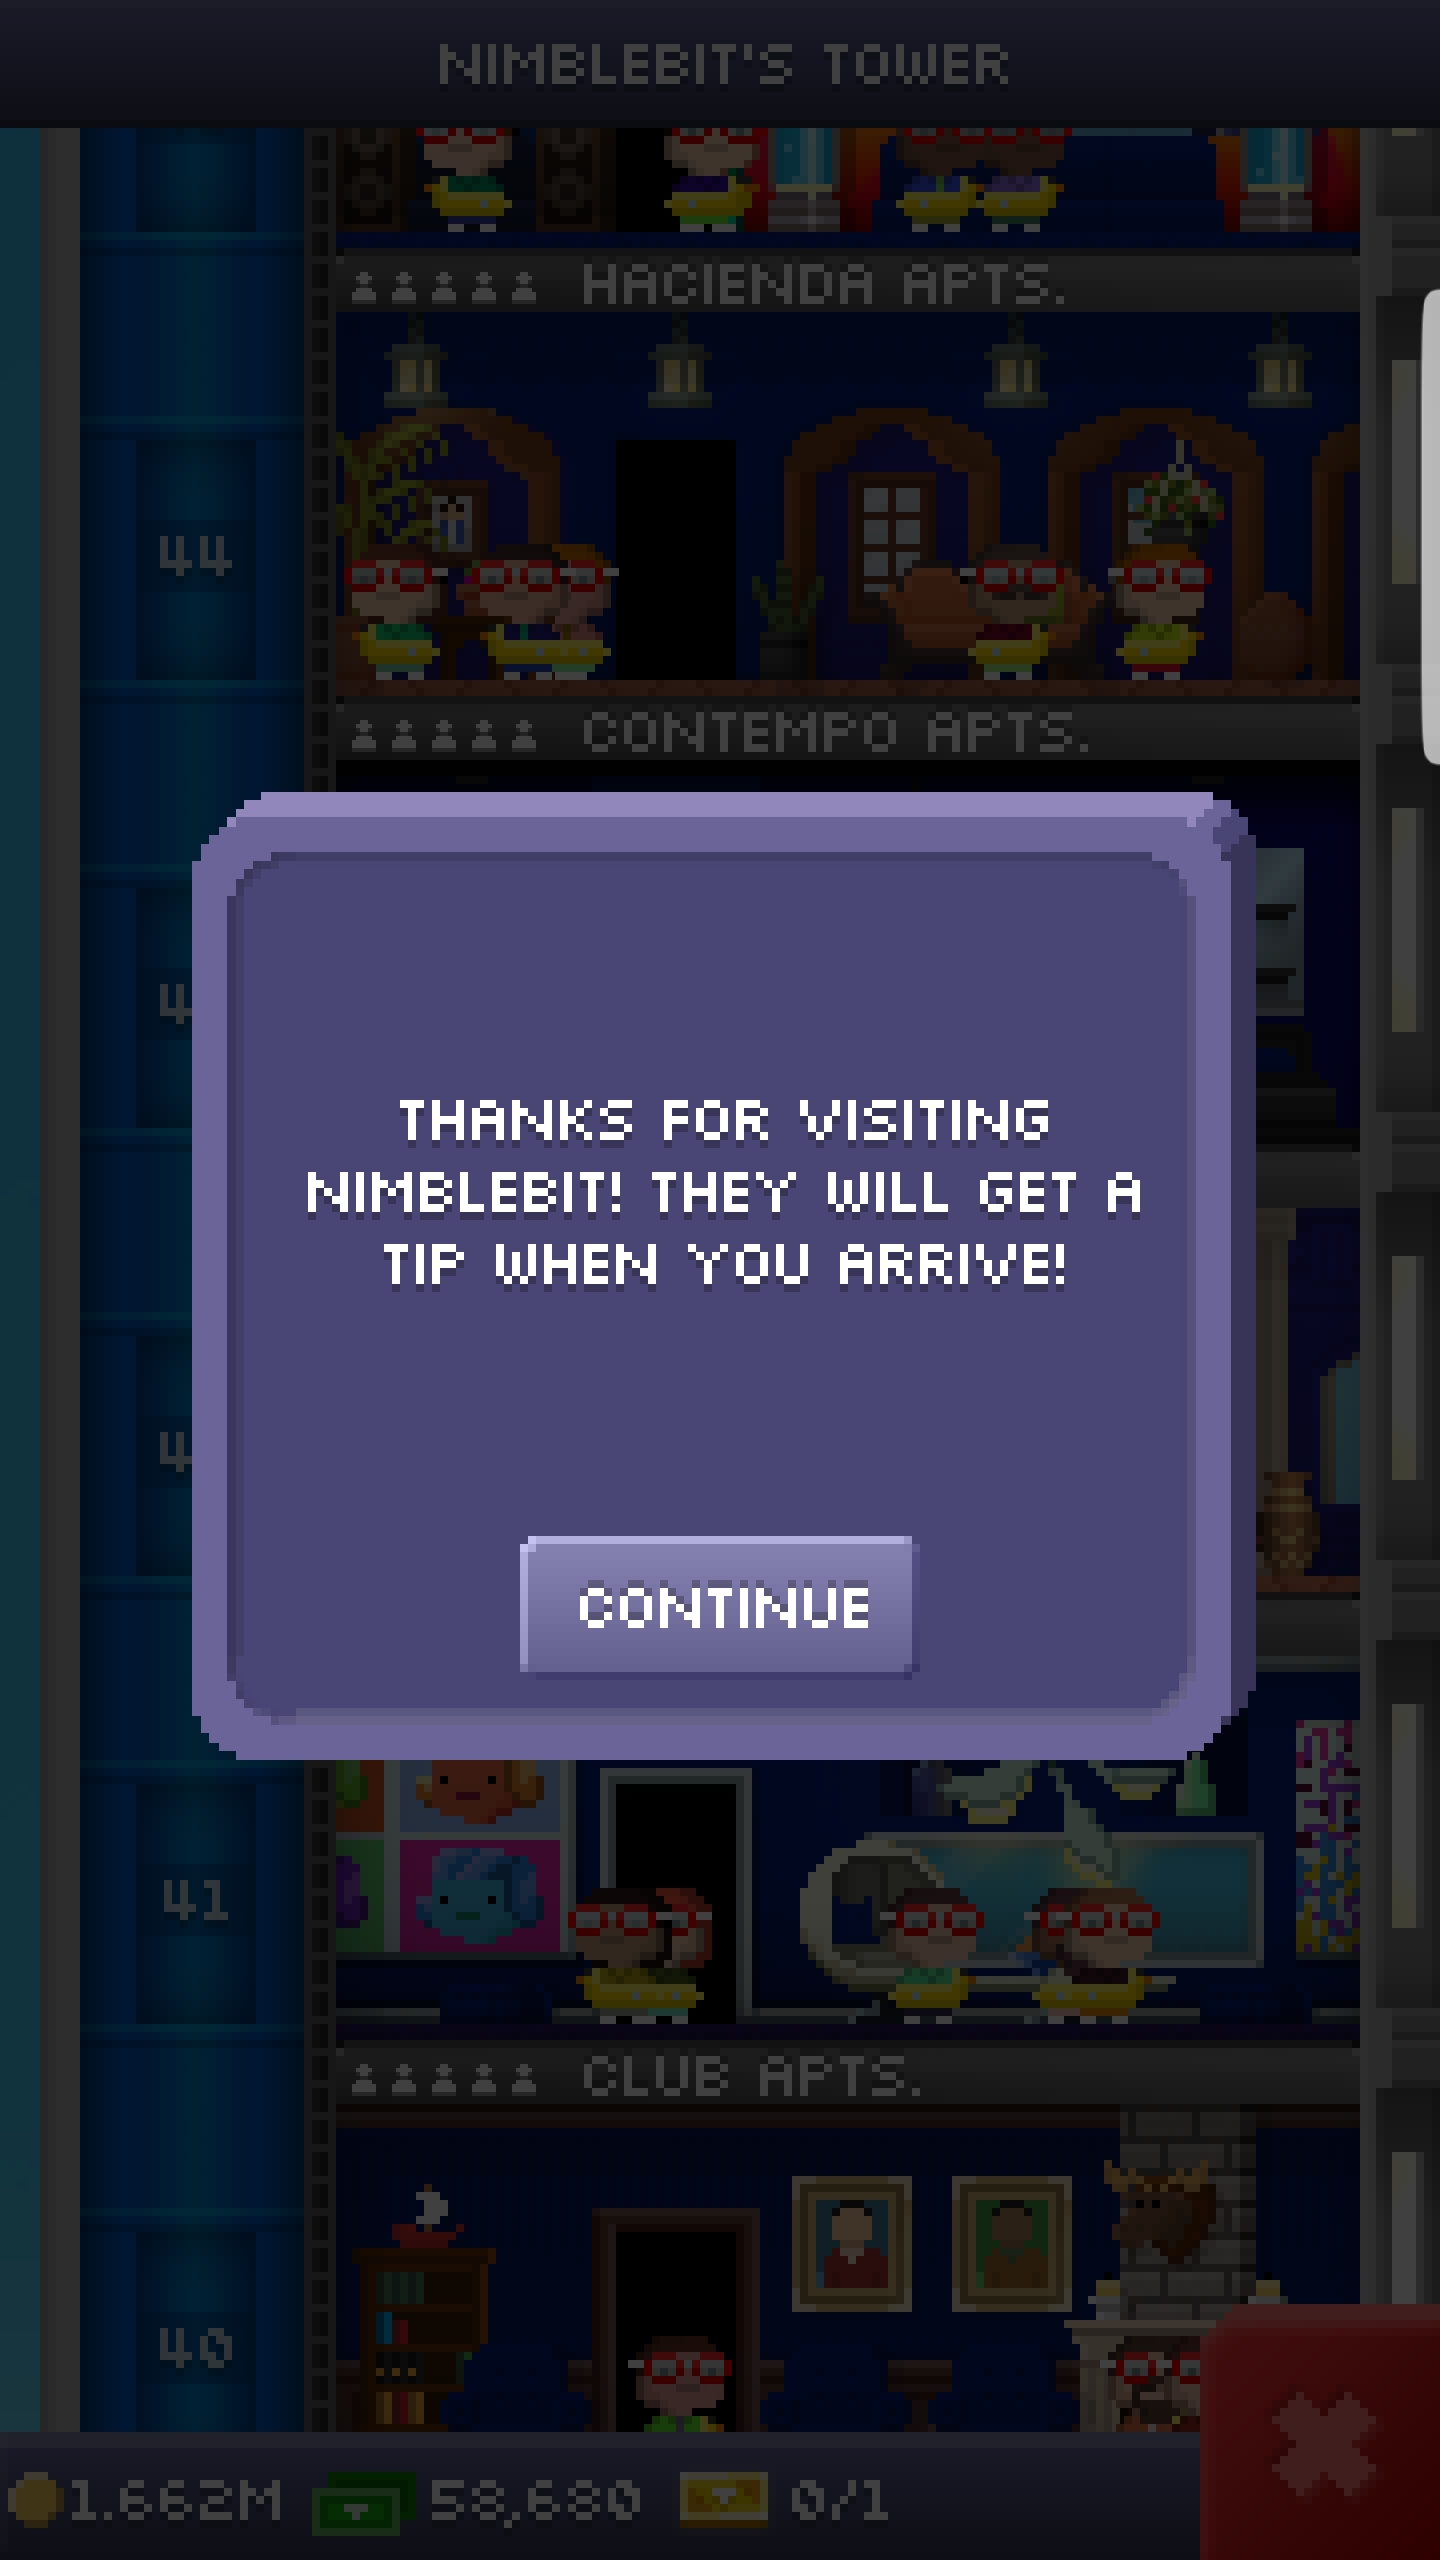 NIMBLEBIT'S TOWER
HACIENDA APTS.
44
CONTEMPO APTS.
THANKS FOR VISITING
NIMBLEBIT! THEY WILL GET A
TIP WHEN YOU ARRIVE!
CONTINUE
41
CLUB APTS.
40
1.662M 58,680 0/1